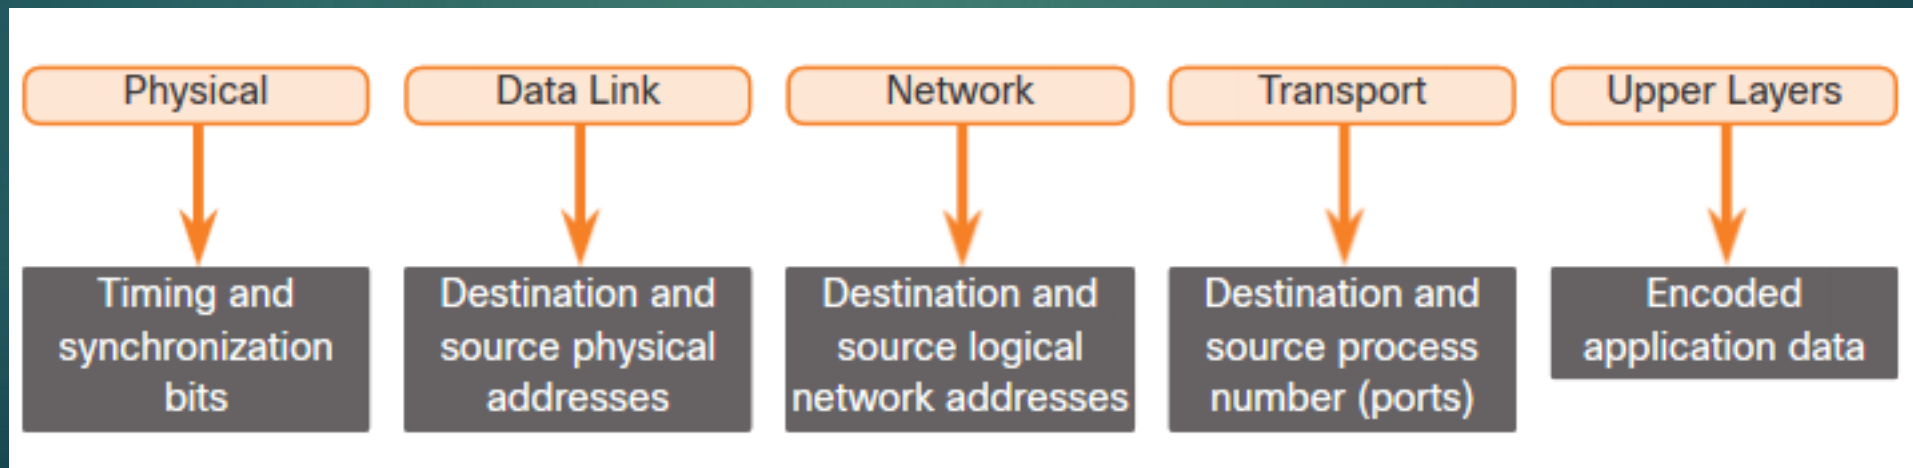 Physical
Data Link
Network
Transport
Upper Layers
Timing and
synchronization
bits
Destination and
source physical
addresses
Destination and
source logical
network addresses
Destination and
source process
number (ports)
Encoded
application data